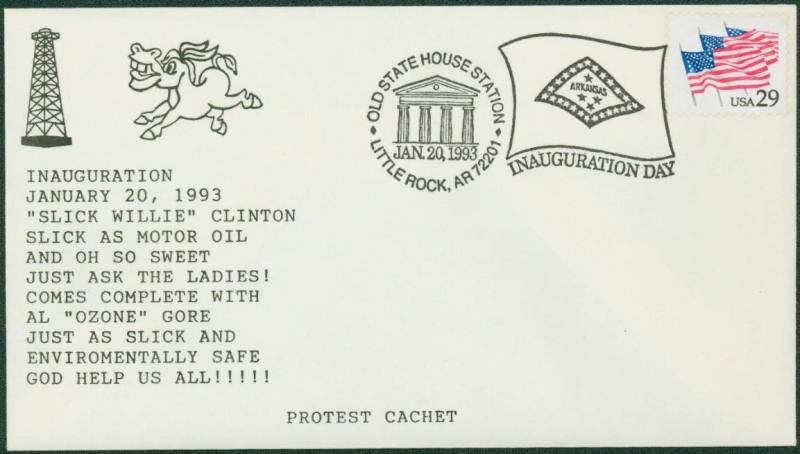 INAUGURATION
JANUARY 20, 1993
"SLICK WILLIE" CLINTON
SLICK AS MOTOR OIL
AND OH SO SWEET
JUST ASK THE LADIES!
COMES COMPLETE WITH
AL "OZONE" GORE
JUST AS SLICK AND
ENVIROMENTALLY SAFE
GOD HELP US ALL!!!!!
PROTEST CACHET
OLD STATE HOUSE STATION
JAN. 20, 1993
LITTLE ROCK, AR 72201
ARKANSAS
INAUGURATION DAY
USA 29